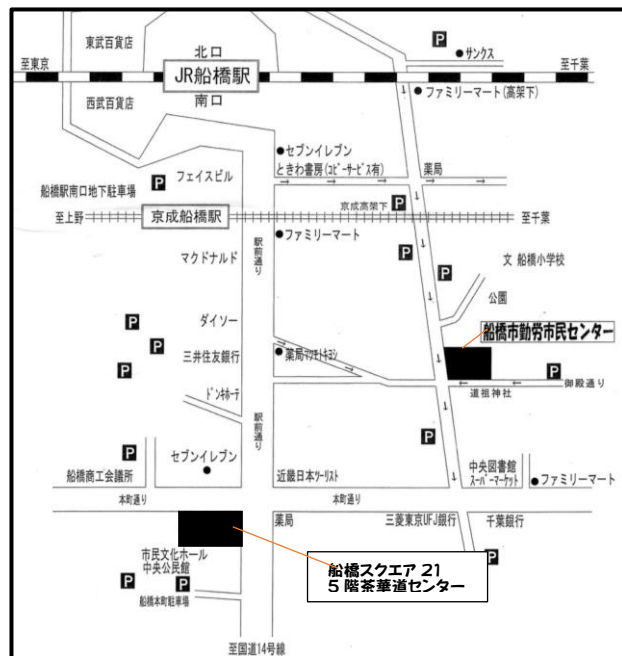 東武百貨店
北口
P
●サンクス
至東京
JR船橋駅
至千葉
西武百貨店
南口
●ファミリーマート(高架下)
●セブンイレブン
ときわ書房(コピーサービス有)
薬局
フェイスビル
P
船橋駅南口地下駐車場
京成高架下
P
至上野
京成船橋駅
至千葉
駅前通り
●ファミリーマート
P
マクドナルド
P
文 船橋小学校
公園
船橋市勤労市民センター
P
ダイソー
P
三井住友銀行
●薬局マツモトキヨシ
P
P
御殿通り
道祖神社
ドンキホーテ
駅前通り
P
P
セブンイレブン
船橋商工会議所
近畿日本ツーリスト
中央図書館
スーパーマーケット
●ファミリーマート
本町通り
本町通り
薬局
三菱東京UFJ銀行
千葉銀行
市民文化ホール
中央公民館
P
P
P
船橋本町駐車場
船橋スクエア 21
5 階茶華道センター
至国道14号線